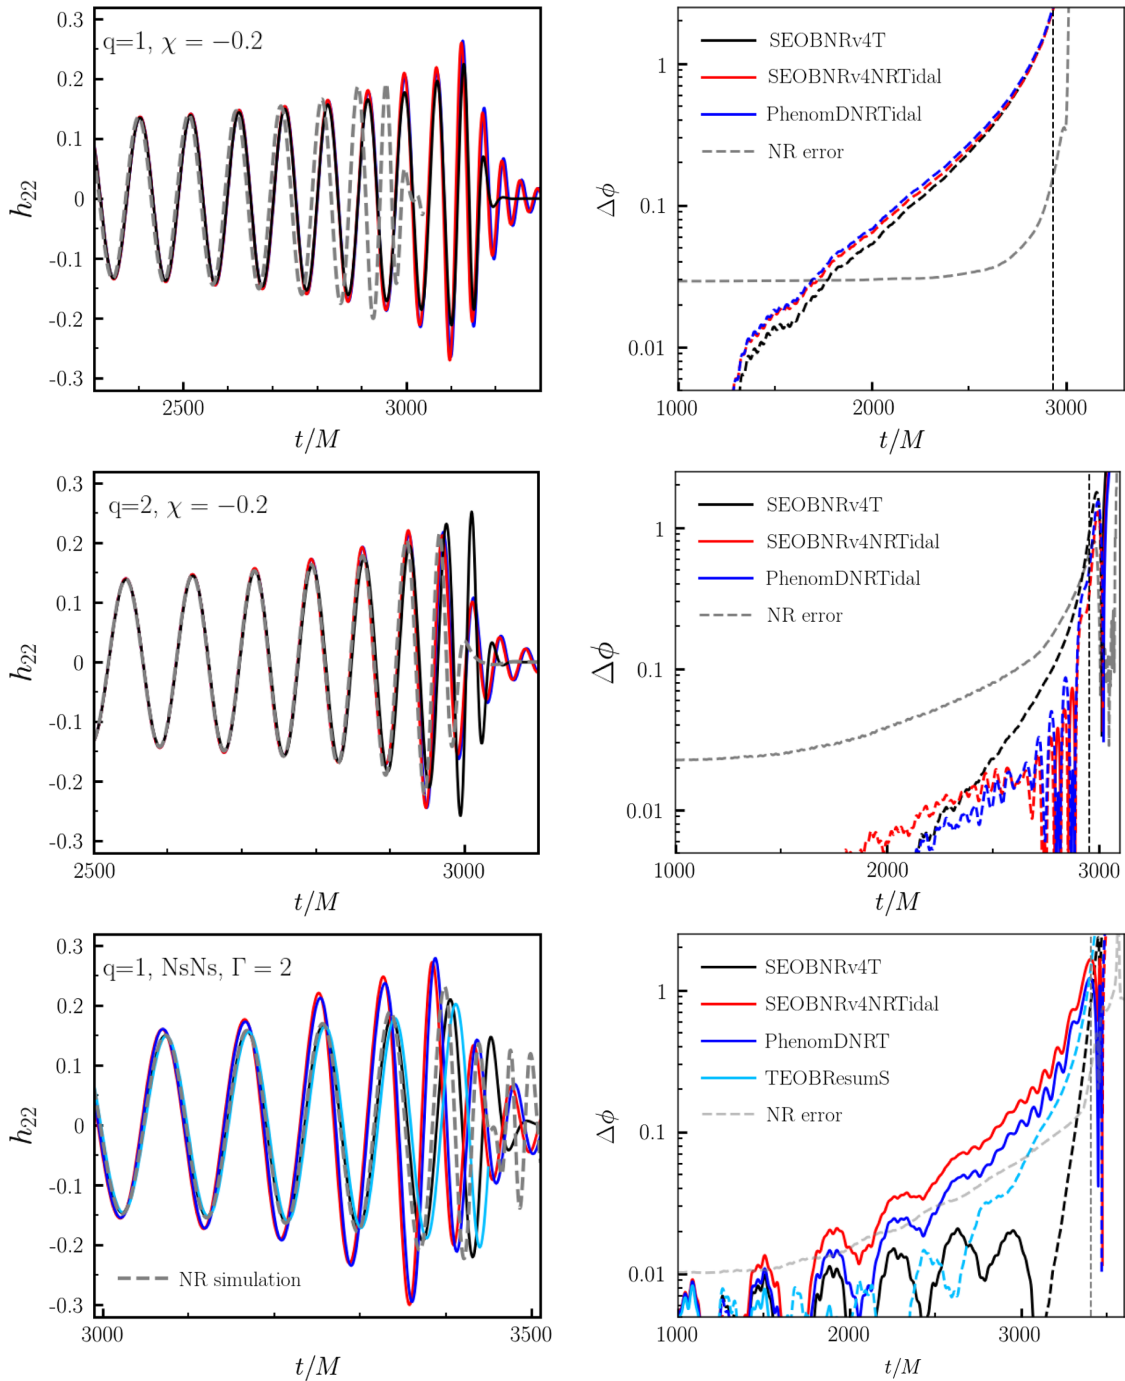 q=1, χ = −0.2
0.3
0.2
0.1
0
-0.1
-0.2
-0.3
h22
2500
3000
t/M
SEOBNRv4T
SEOBNRv4NRTidal
PhenomDNRTidal
NR error
1
0.1
0.01
Δϕ
1000
2000
3000
t/M
q=2, χ = −0.2
0.3
0.2
0.1
0
-0.1
-0.2
-0.3
h22
2500
3000
t/M
SEOBNRv4T
SEOBNRv4NRTidal
PhenomDNRTidal
NR error
1
0.1
0.01
Δϕ
1000
2000
3000
t/M
q=1, NsNs, Γ = 2
0.3
0.2
0.1
0
-0.1
-0.2
-0.3
h22
NR simulation
3000
3500
t/M
SEOBNRv4T
SEOBNRv4NRTidal
PhenomDNRT
TEOBResumS
NR error
1
0.1
0.01
Δϕ
1000
2000
3000
t/M